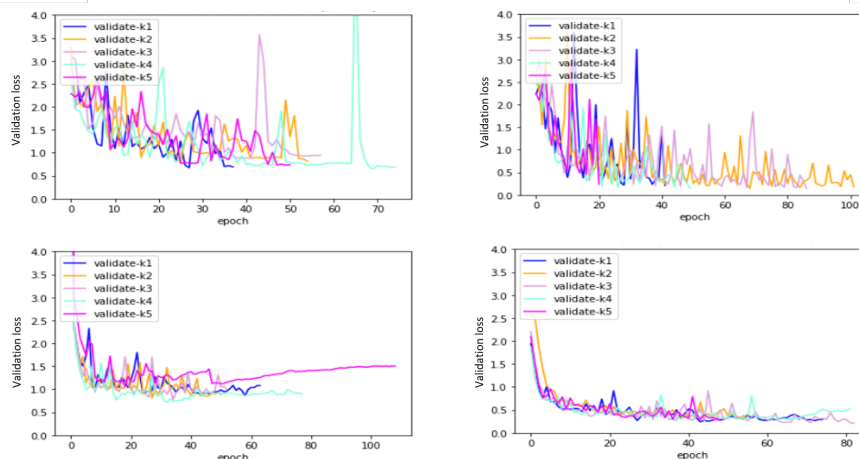 4.0
3.5
3.0
2.5
2.0
1.5
1.0
0.5
0.0
Validation loss
validate-k1
validate-k2
validate-k3
validate-k4
validate-k5
0 10 20 30 40 50 60 70
epoch
4.0
3.5
3.0
2.5
2.0
1.5
1.0
0.5
0.0
Validation loss
validate-k1
validate-k2
validate-k3
validate-k4
validate-k5
0 20 40 60 80 100
epoch
4.0
3.5
3.0
2.5
2.0
1.5
1.0
0.5
0.0
Validation loss
validate-k1
validate-k2
validate-k3
validate-k4
validate-k5
0 20 40 60 80 100
epoch
4.0
3.5
3.0
2.5
2.0
1.5
1.0
0.5
0.0
Validation loss
validate-k1
validate-k2
validate-k3
validate-k4
validate-k5
0 20 40 60 80
epoch